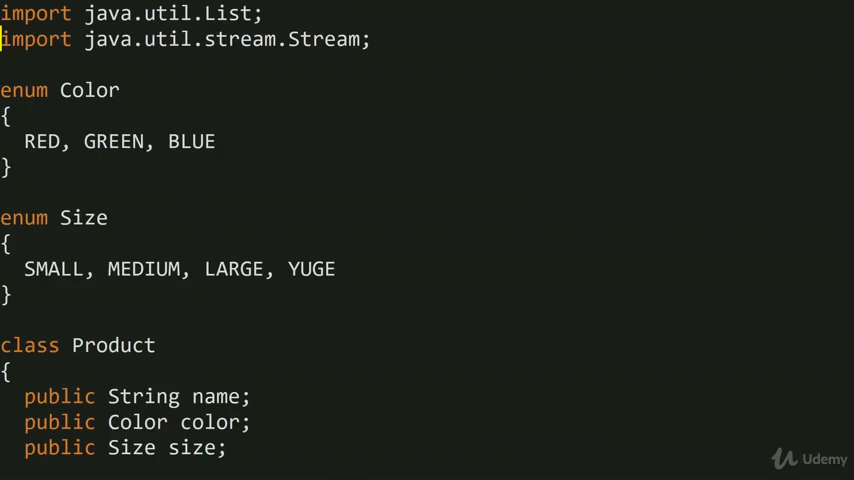 import java.util.List;
import java.util.stream.Stream;
enum Color
{
RED, GREEN, BLUE
}
enum Size
{
SMALL, MEDIUM, LARGE, YUGE
}
class Product
{
public String name;
public Color color;
public Size size;
Udemy